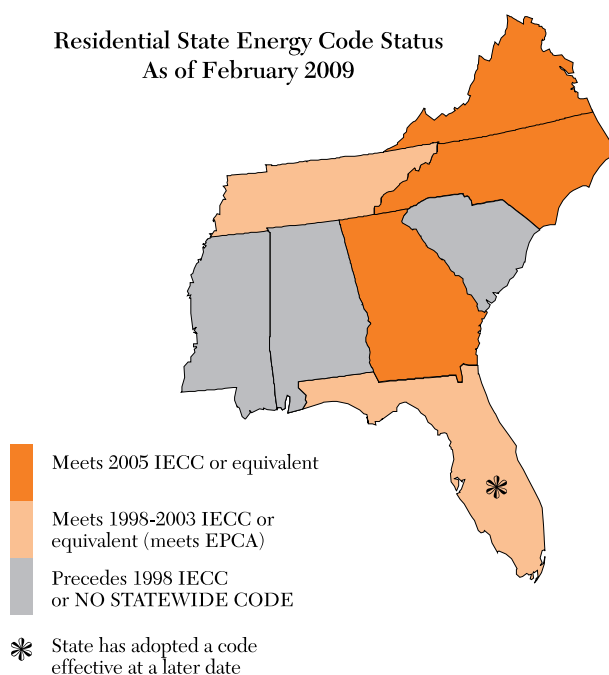 Residential State Energy Code Status
As of February 2009
Meets 2005 IECC or equivalent
Meets 1998-2003 IECC or
equivalent (meets EPCA)
Precedes 1998 IECC
or NO STATEWIDE CODE
State has adopted a code
effective at a later date